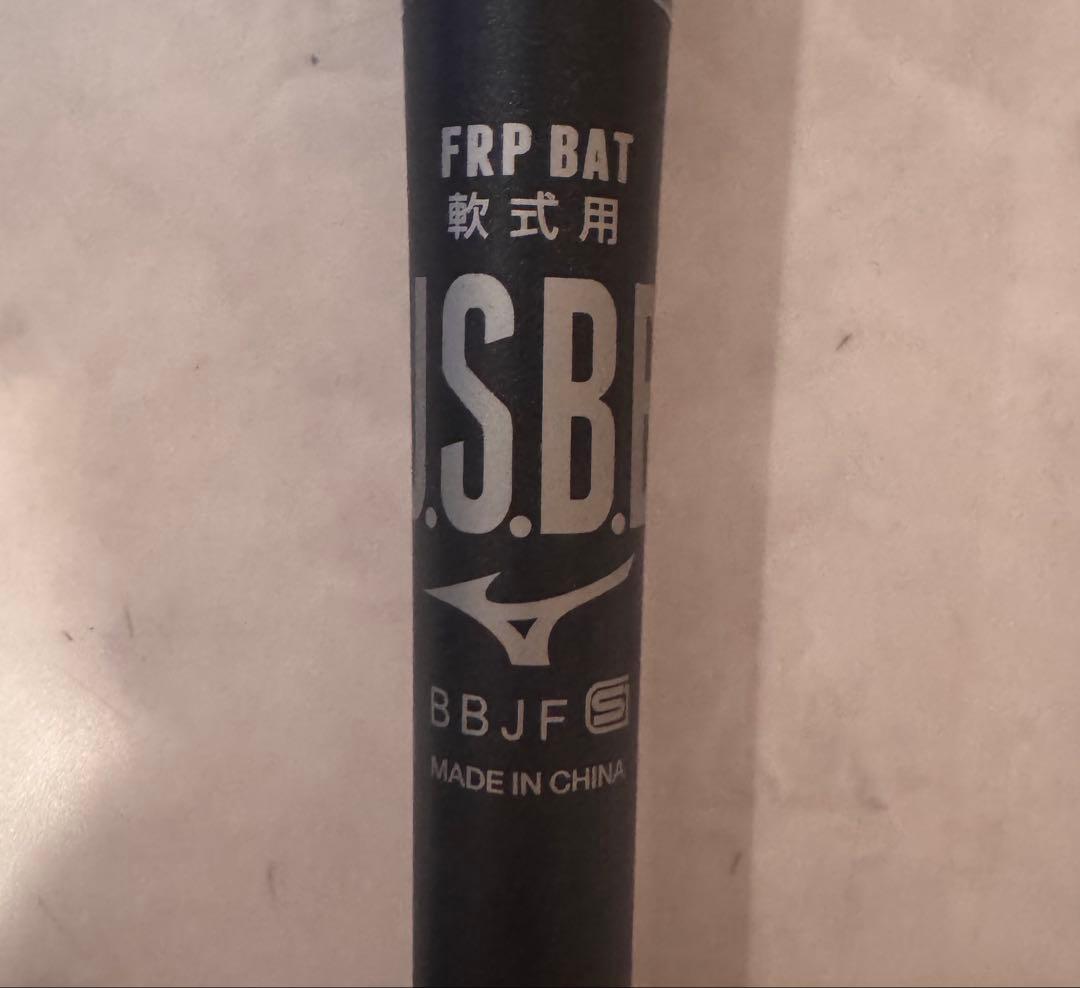 FRP BAT
軟式用
J.S.B.B
BBJF S
MADE IN CHINA